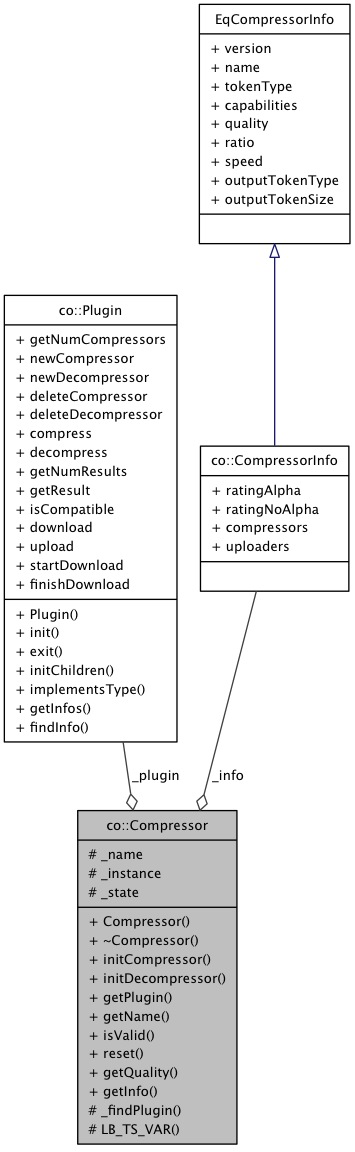 EqCompressorInfo
+ version
+ name
+ tokenType
+ capabilities
+ quality
+ ratio
+ speed
+ outputTokenType
+ outputTokenSize
co::Plugin
+ getNumCompressors
+ newCompressor
+ newDecompressor
+ deleteCompressor
+ deleteDecompressor
+ compress
+ decompress
+ getNumResults
+ getResult
+ isCompatible
+ download
+ upload
+ startDownload
+ finishDownload
+ Plugin()
+ init()
+ exit()
+ initChildren()
+ implementsType()
+ getInfos()
+ findInfo()
co::CompressorInfo
+ ratingAlpha
+ ratingNoAlpha
+ compressors
+ uploaders
_plugin
_info
co::Compressor
# _name
# _instance
# _state
+ Compressor()
+ ~Compressor()
+ initCompressor()
+ initDecompressor()
+ getPlugin()
+ getName()
+ isValid()
+ reset()
+ getQuality()
+ getInfo()
# _findPlugin()
# LB_TS_VAR()